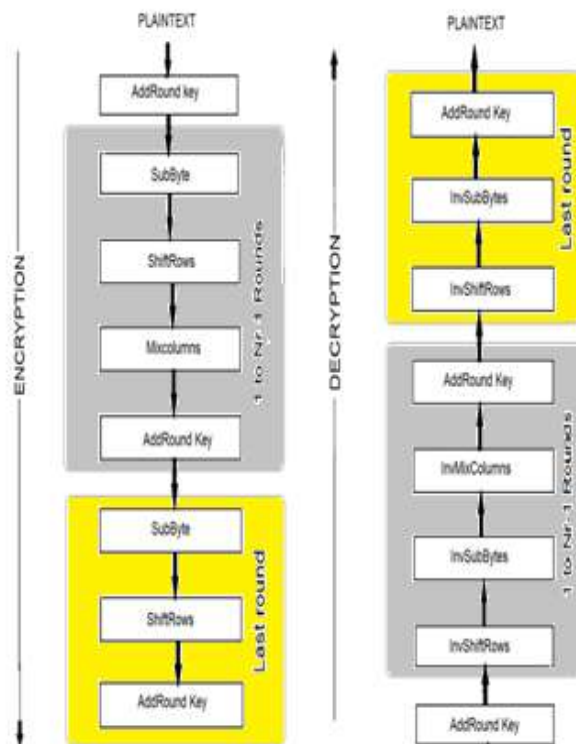 PLAINTEXT
AddRound key
SubByte
ShiftRows
Mixcolumns
AddRound Key
1 to Nr-1 Rounds
SubByte
ShiftRows
AddRound Key
Last round
ENCRYPTION
PLAINTEXT
AddRound Key
InvSubBytes
InvShiftRows
Last round
AddRound Key
InvMixColumns
InvSubBytes
InvShiftRows
1 to Nr-1 Rounds
AddRound Key
DECRYPTION